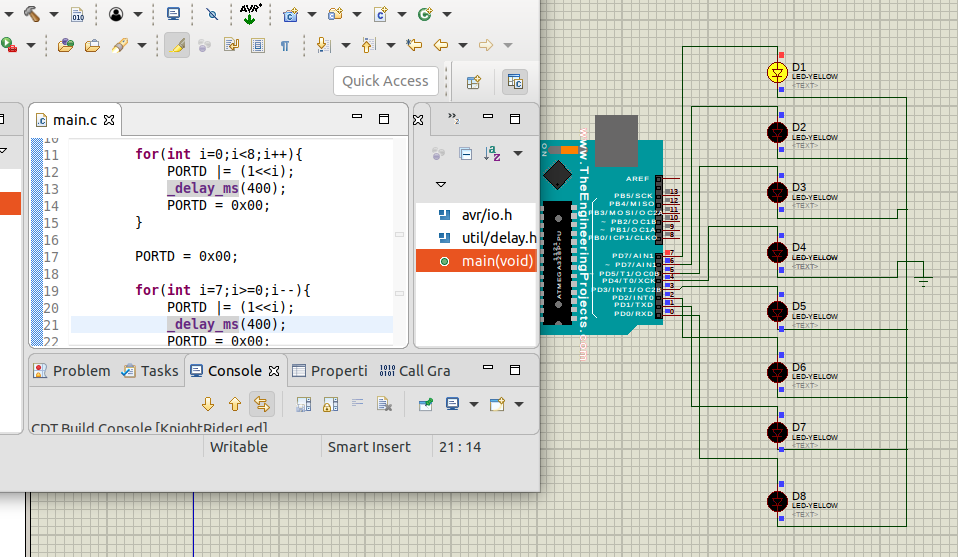 AVR
Quick Access
main.c
»2
10
11 for(int i=0;i<8;i++){
12 PORTD |= (1<<i);
13 _delay_ms(400);
14 PORTD = 0x00;
15 }
16
17 PORTD = 0x00;
18
19 for(int i=7;i>=0;i--){
20 PORTD |= (1<<i);
21 _delay_ms(400);
22 PORTD = 0x00;
avr/io.h
util/delay.h
main(void)
Problem
Tasks
Console
Properti
Call Gra
CDT Build Console [KnightRiderLed]
Writable
Smart Insert
21 : 14
www.TheEngineeringProjects.com
ON
ATMEGA328P-PU
AREF
PB5/SCK 13
PB4/MISO 12
PB3/MOSI/OC2A 11
~ PB2/OC1B 10
~ PB1/OC1A 9
PB0/ICP1/CLKO 8
PD7/AIN1 7
~ PD6/AIN0 6
PD5/T1/OC0B 5
PD4/T0/XCK 4
PD3/INT1/OC2B 3
PD2/INT0 2
PD1/TXD 1
PD0/RXD 0
D1
LED-YELLOW
<TEXT>
D2
LED-YELLOW
<TEXT>
D3
LED-YELLOW
<TEXT>
D4
LED-YELLOW
<TEXT>
D5
LED-YELLOW
<TEXT>
D6
LED-YELLOW
<TEXT>
D7
LED-YELLOW
<TEXT>
D8
LED-YELLOW
<TEXT>